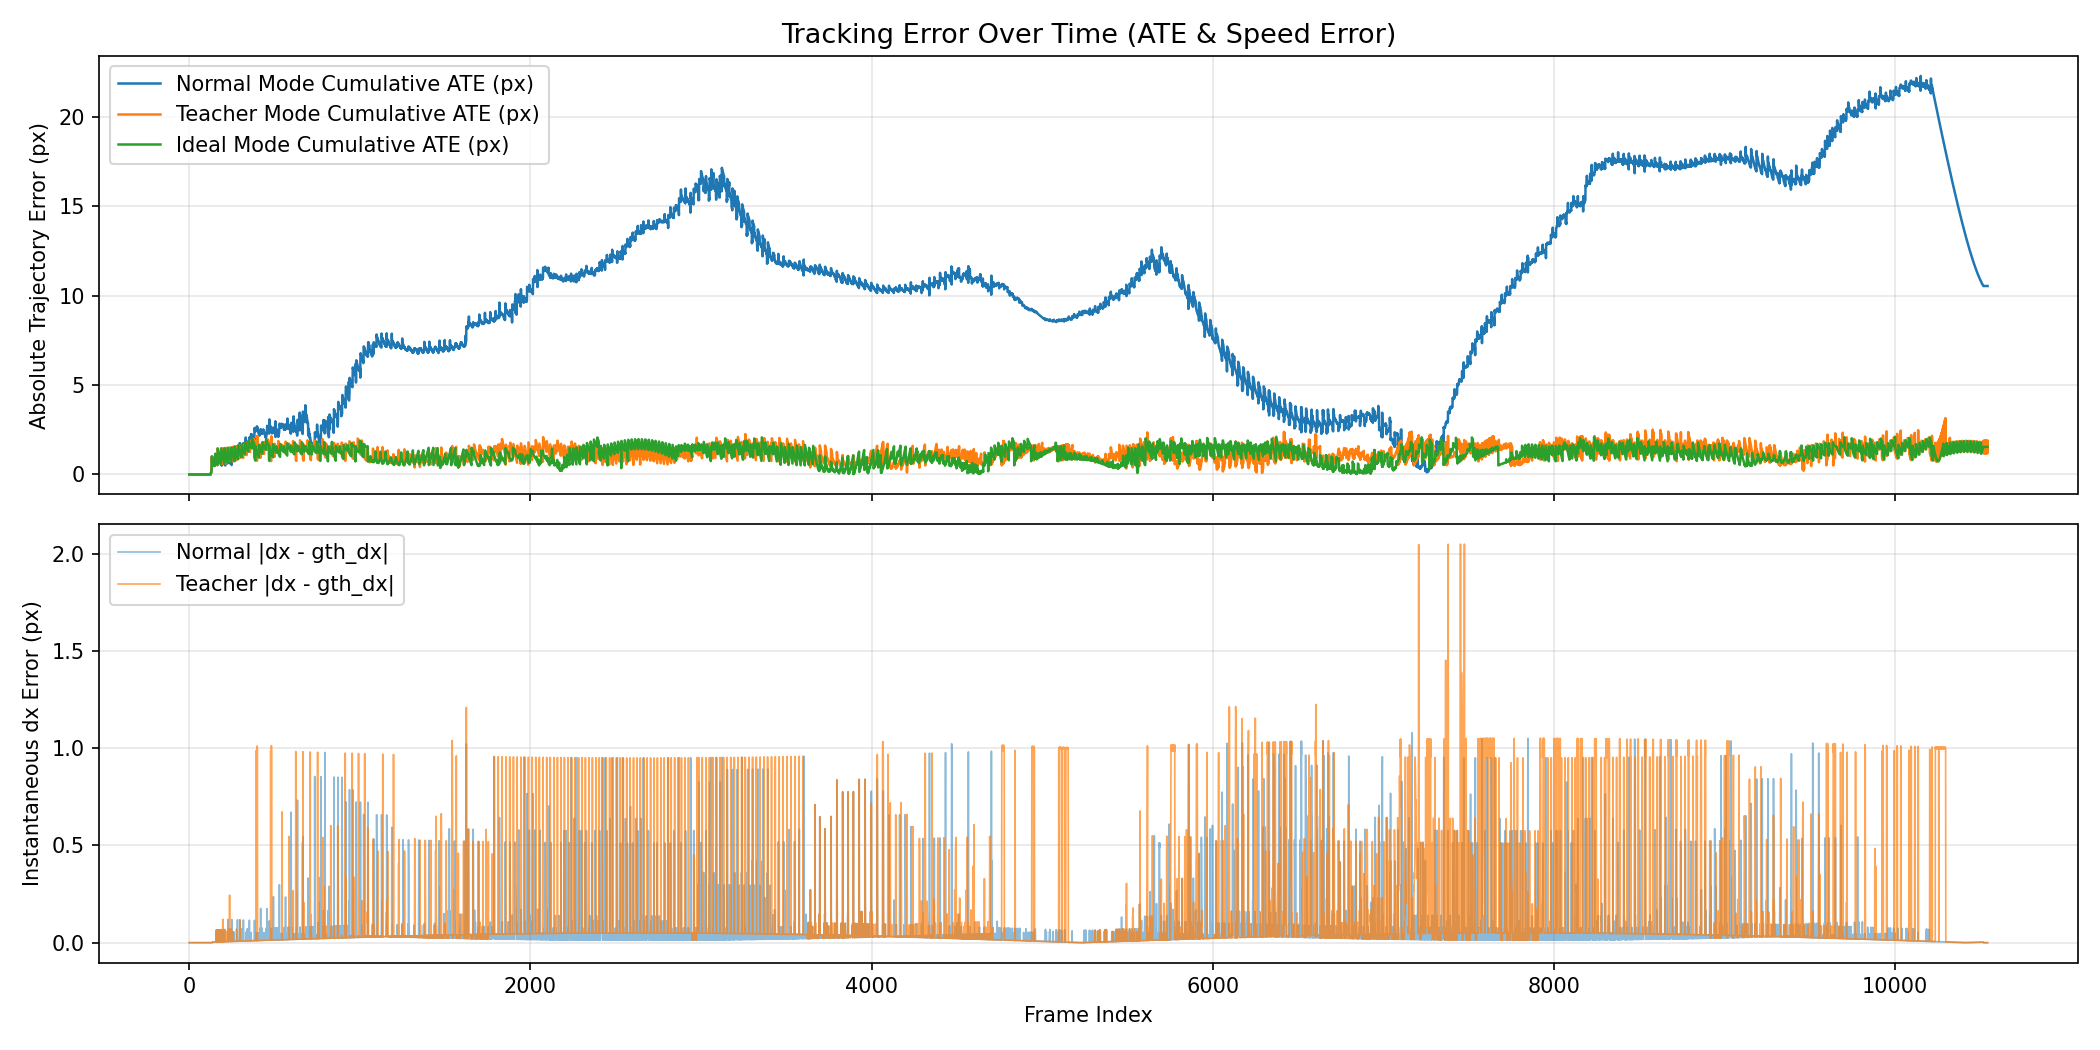 Tracking Error Over Time (ATE & Speed Error)
Normal Mode Cumulative ATE (px)
Teacher Mode Cumulative ATE (px)
Ideal Mode Cumulative ATE (px)
Absolute Trajectory Error (px)
20
15
10
5
0
Normal |dx - gth_dx|
Teacher |dx - gth_dx|
Instantaneous dx Error (px)
2.0
1.5
1.0
0.5
0.0
0 2000 4000 6000 8000 10000
Frame Index